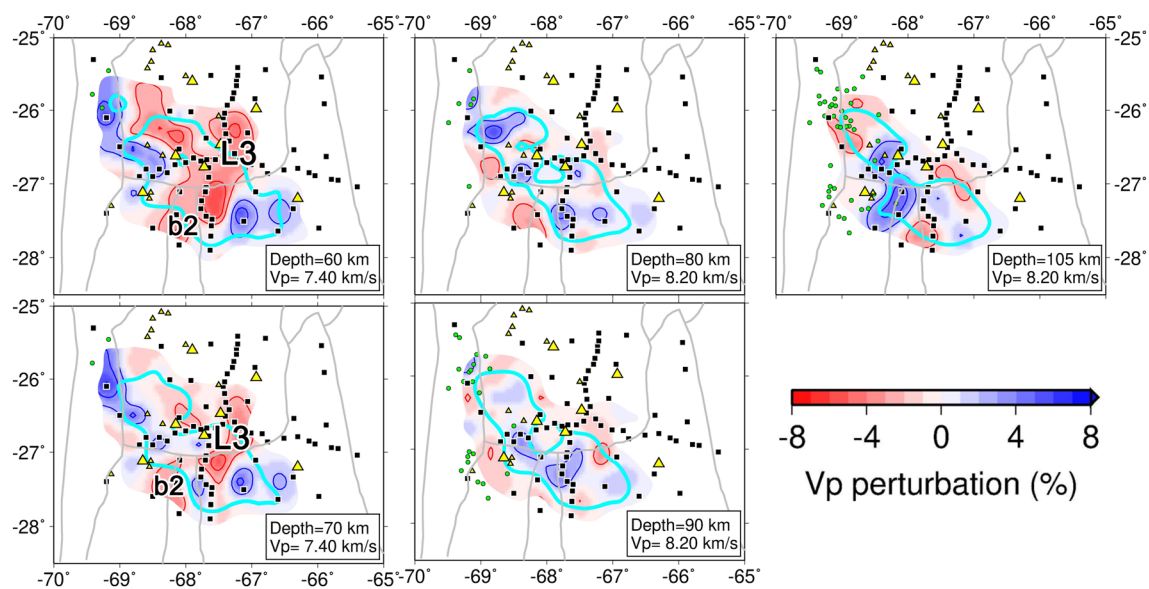 -70 -69 -68 -67 -66 -65
-70 -69 -68 -67 -66 -65
-70 -69 -68 -67 -66 -65
-25°
-26°
-27°
-28°
L3
b2
Depth=60 km
Vp= 7.40 km/s
-25°
-26°
-27°
-28°
Depth=80 km
Vp= 8.20 km/s
-25°
-26°
-27°
-28°
Depth=105 km
Vp= 8.20 km/s
-25°
-26°
-27°
-28°
L3
b2
Depth=70 km
Vp= 7.40 km/s
-70° -69° -68° -67° -66° -65°
Depth=90 km
Vp= 8.20 km/s
-70° -69° -68° -67° -66° -65°
-8 -4 0 4 8
Vp perturbation (%)